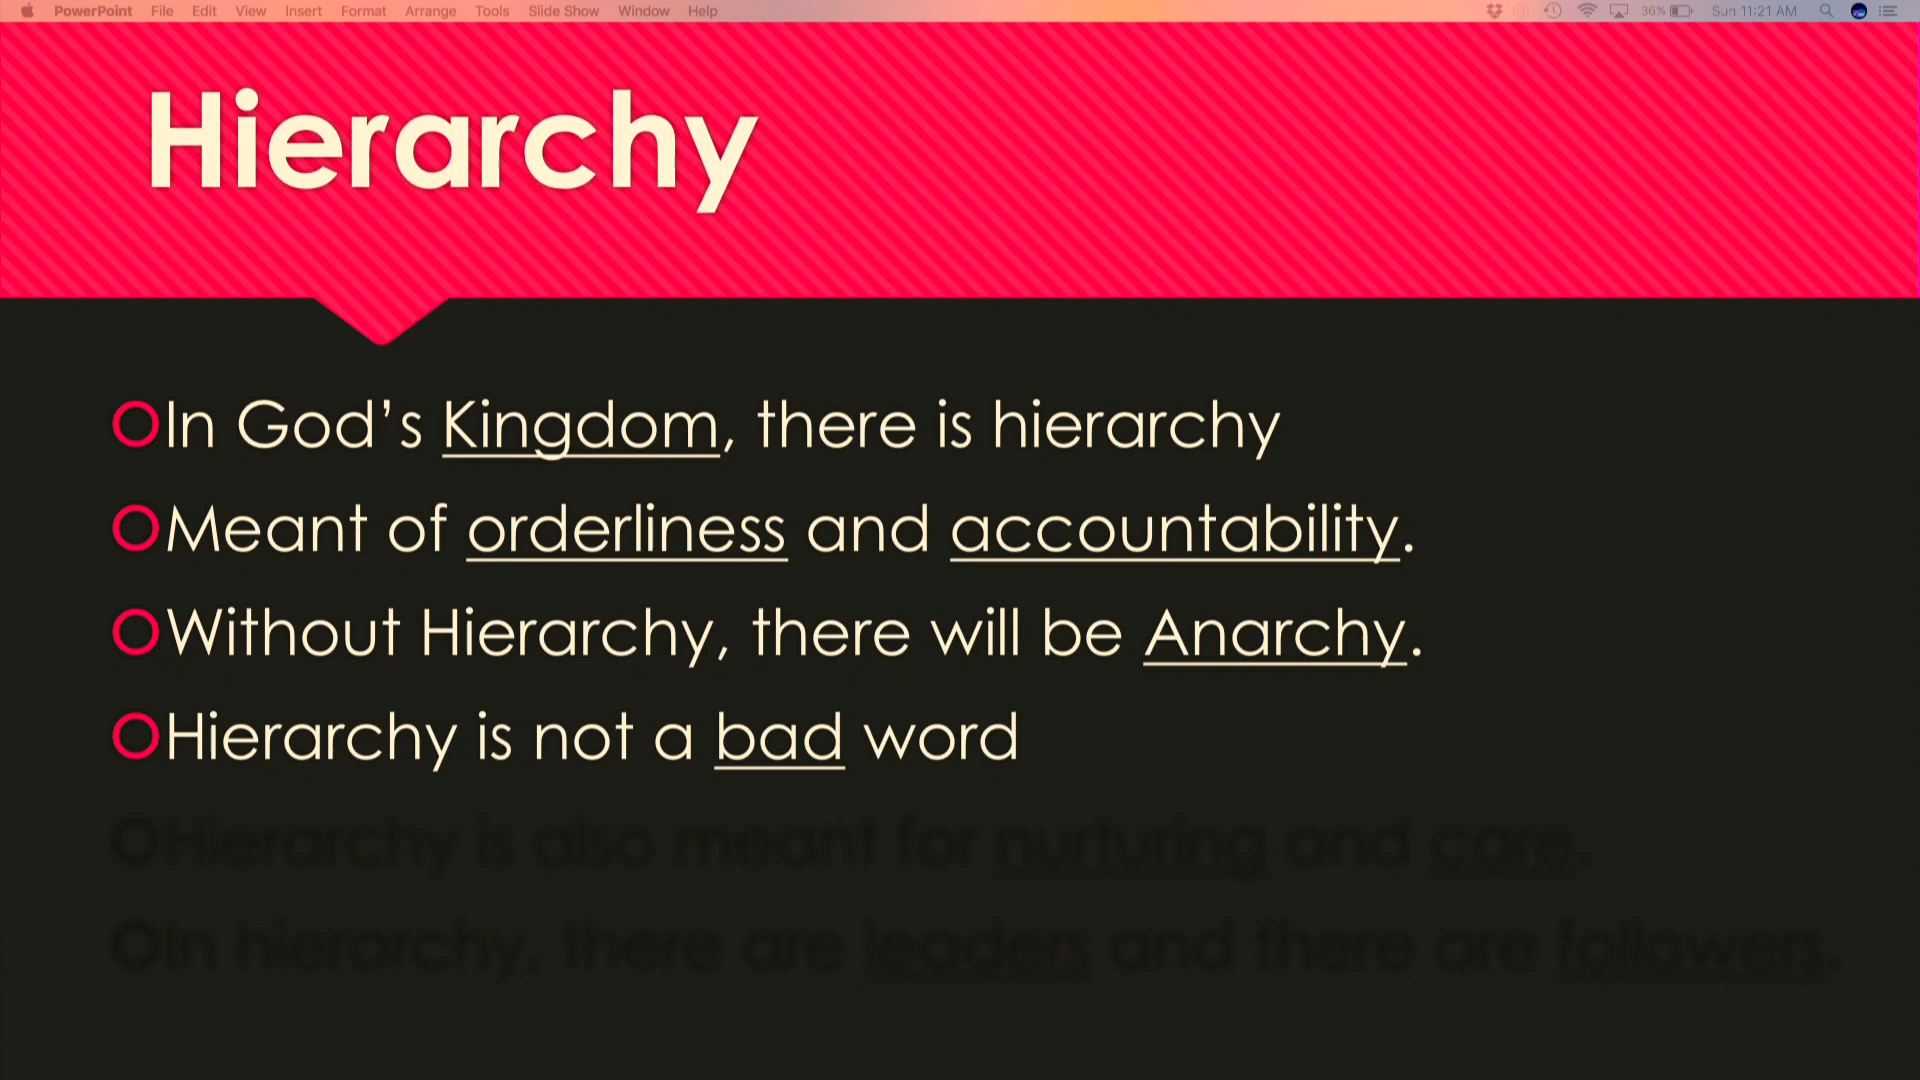 PowerPoint File Edit View Insert Format Arrange Tools Slide Show Window Help 36% Sun 11:21 AM
Hierarchy
In God’s Kingdom, there is hierarchy
Meant of orderliness and accountability.
Without Hierarchy, there will be Anarchy.
Hierarchy is not a bad word
Hierarchy is also meant for nurturing and care.
In hierarchy, there are leaders and there are followers.